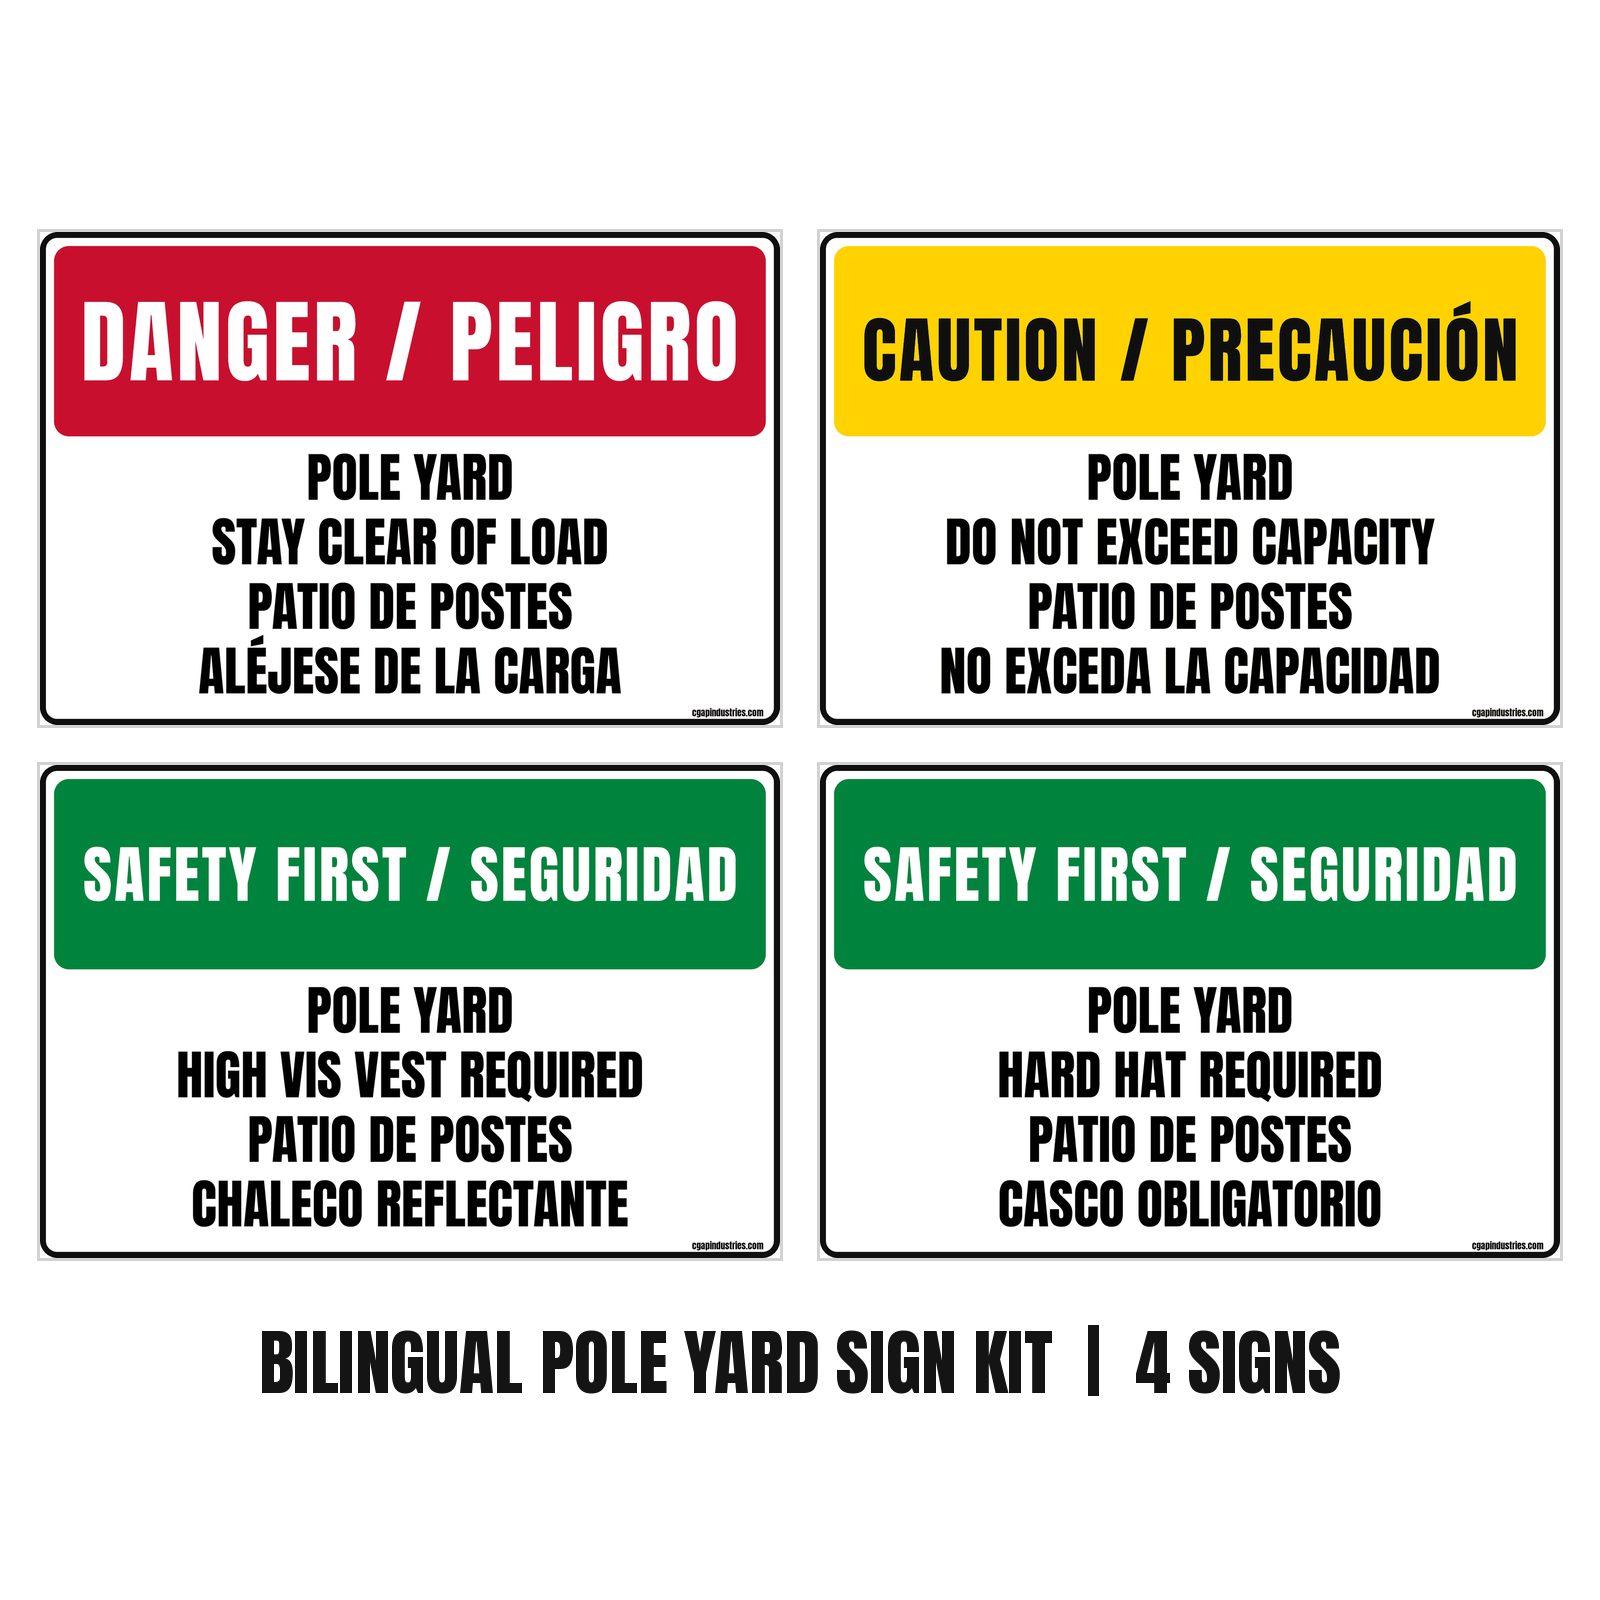 DANGER / PELIGRO
POLE YARD
STAY CLEAR OF LOAD
PATIO DE POSTES
ALÉJESE DE LA CARGA
cgapindustries.com
CAUTION / PRECAUCIÓN
POLE YARD
DO NOT EXCEED CAPACITY
PATIO DE POSTES
NO EXCEDA LA CAPACIDAD
cgapindustries.com
SAFETY FIRST / SEGURIDAD
POLE YARD
HIGH VIS VEST REQUIRED
PATIO DE POSTES
CHALECO REFLECTANTE
cgapindustries.com
SAFETY FIRST / SEGURIDAD
POLE YARD
HARD HAT REQUIRED
PATIO DE POSTES
CASCO OBLIGATORIO
cgapindustries.com
BILINGUAL POLE YARD SIGN KIT | 4 SIGNS